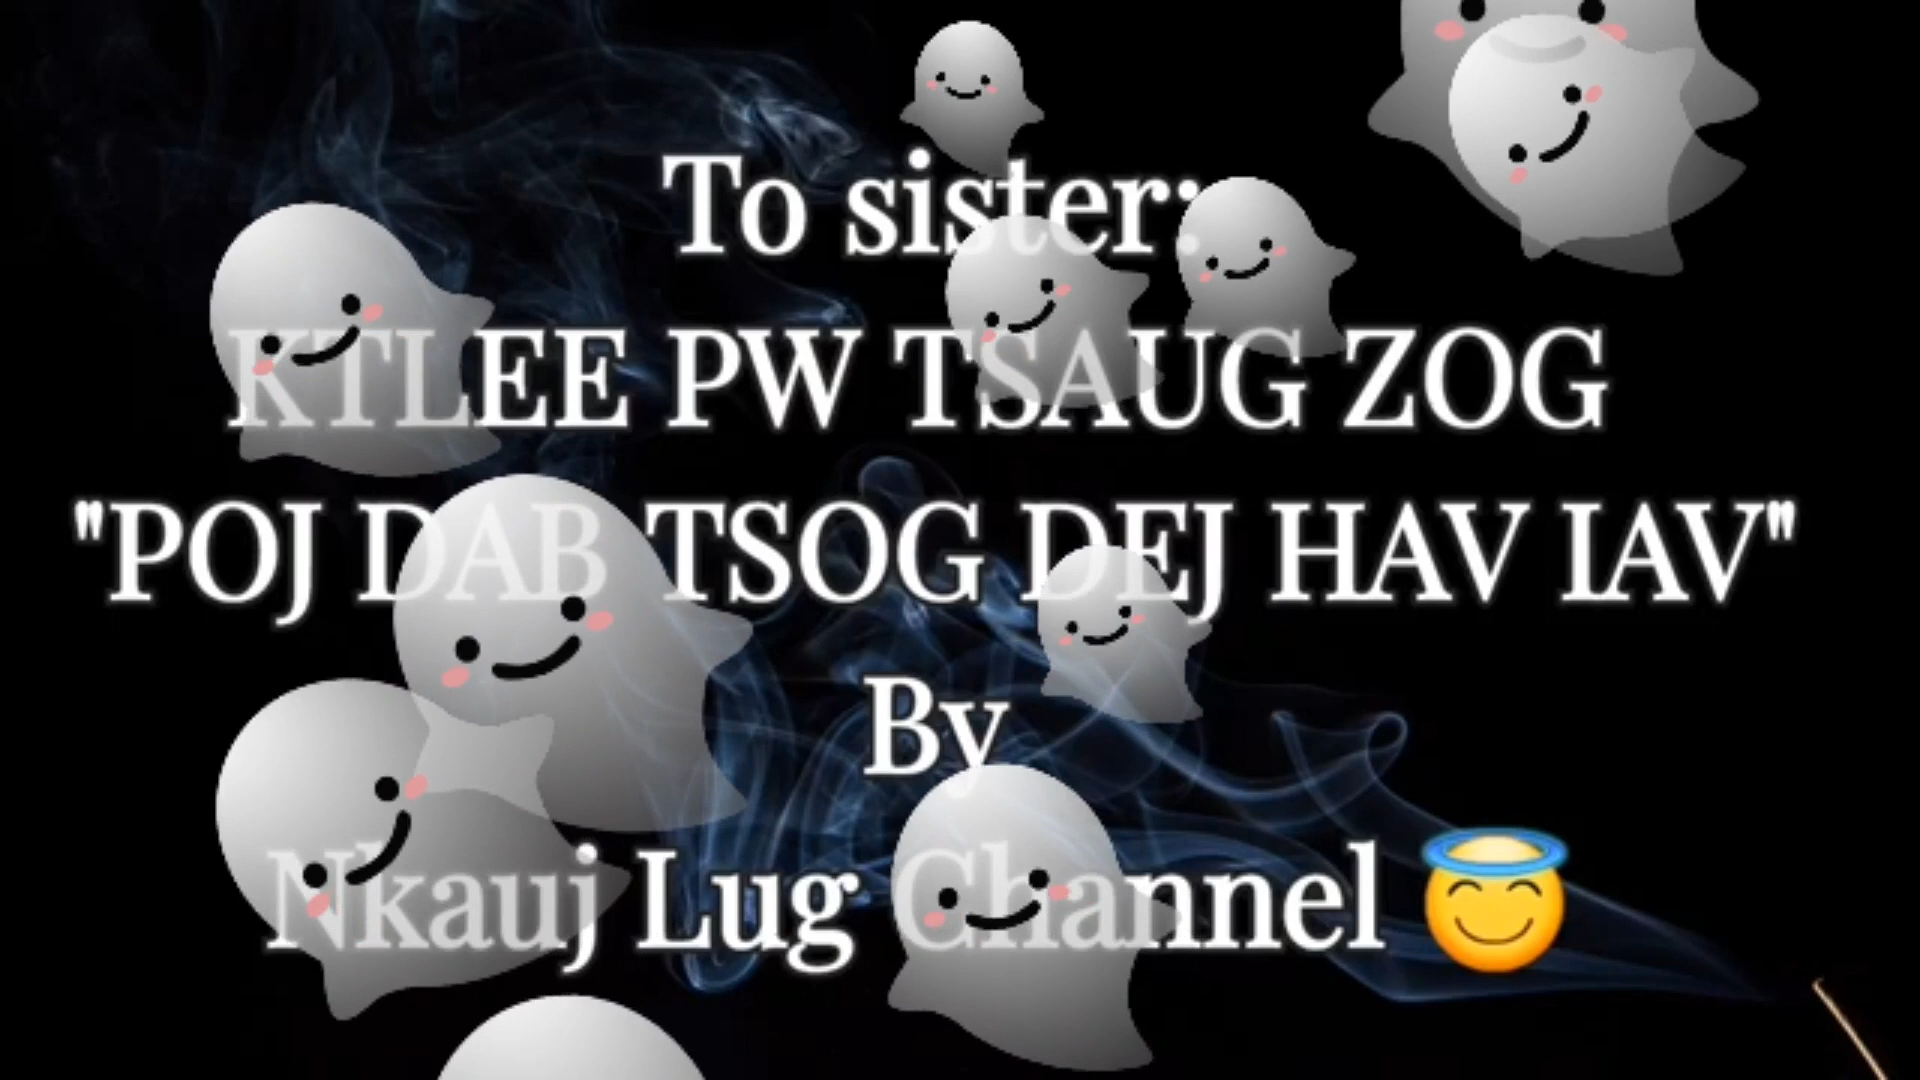 To sister:
KTLEE PW TSAUG ZOG
"POJ DAB TSOG DEJ HAV IAV"
By
Nkauj Lug Channel 😇